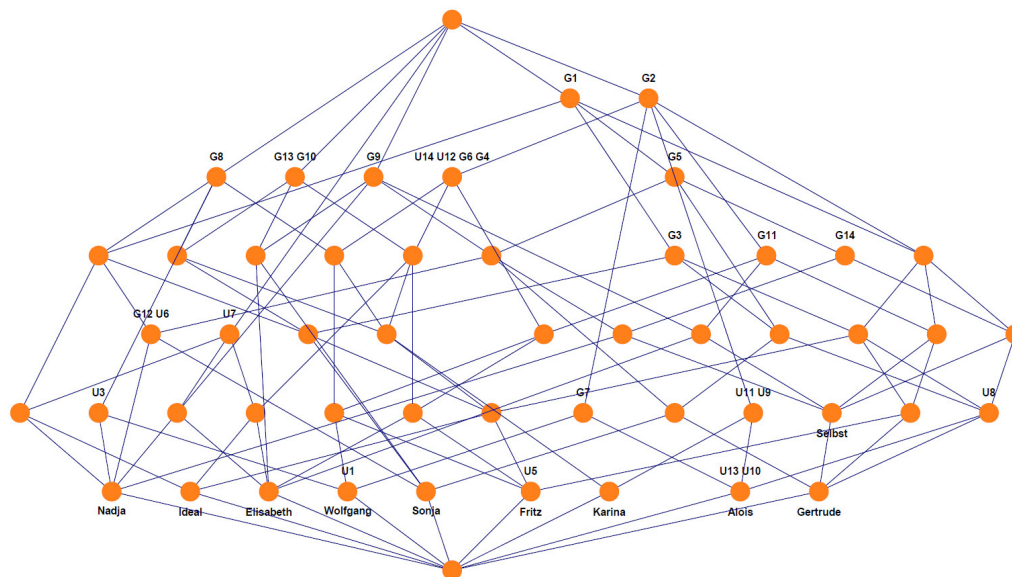 G1 G2
G8 G13 G10 G9 U14 U12 G6 G4 G5
G3 G11 G14
G12 U6 U7
U3 G7 U11 U9 U8
Selbst
U1 U5 U13 U10
Nadja Ideal Elisabeth Wolfgang Sonja Fritz Karina Alois Gertrude